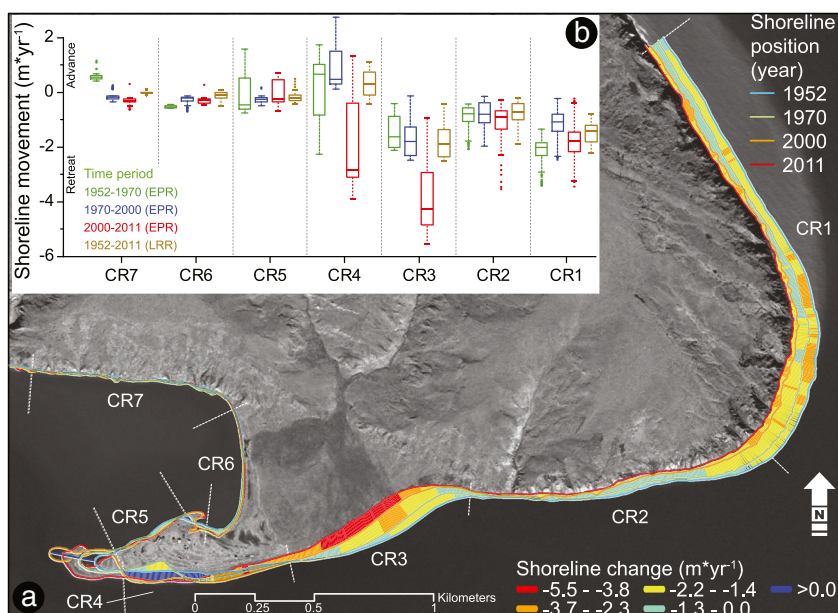 b
Shoreline movement (m*yr-1)
Advance
Retreat
2
0
-2
-4
-6
Time period
1952-1970 (EPR)
1970-2000 (EPR)
2000-2011 (EPR)
1952-2011 (LRR)
CR7 CR6 CR5 CR4 CR3 CR2 CR1
Shoreline
position
(year)
1952
1970
2000
2011
CR1
CR7
CR6
CR5
CR2
CR3
CR4
N
a
Kilometers
0 0.25 0.5 1
Shoreline change (m*yr-1)
-5.5 - -3.8 -2.2 - -1.4 >0.0
-3.7 - -2.3 -1.3 - 0.0